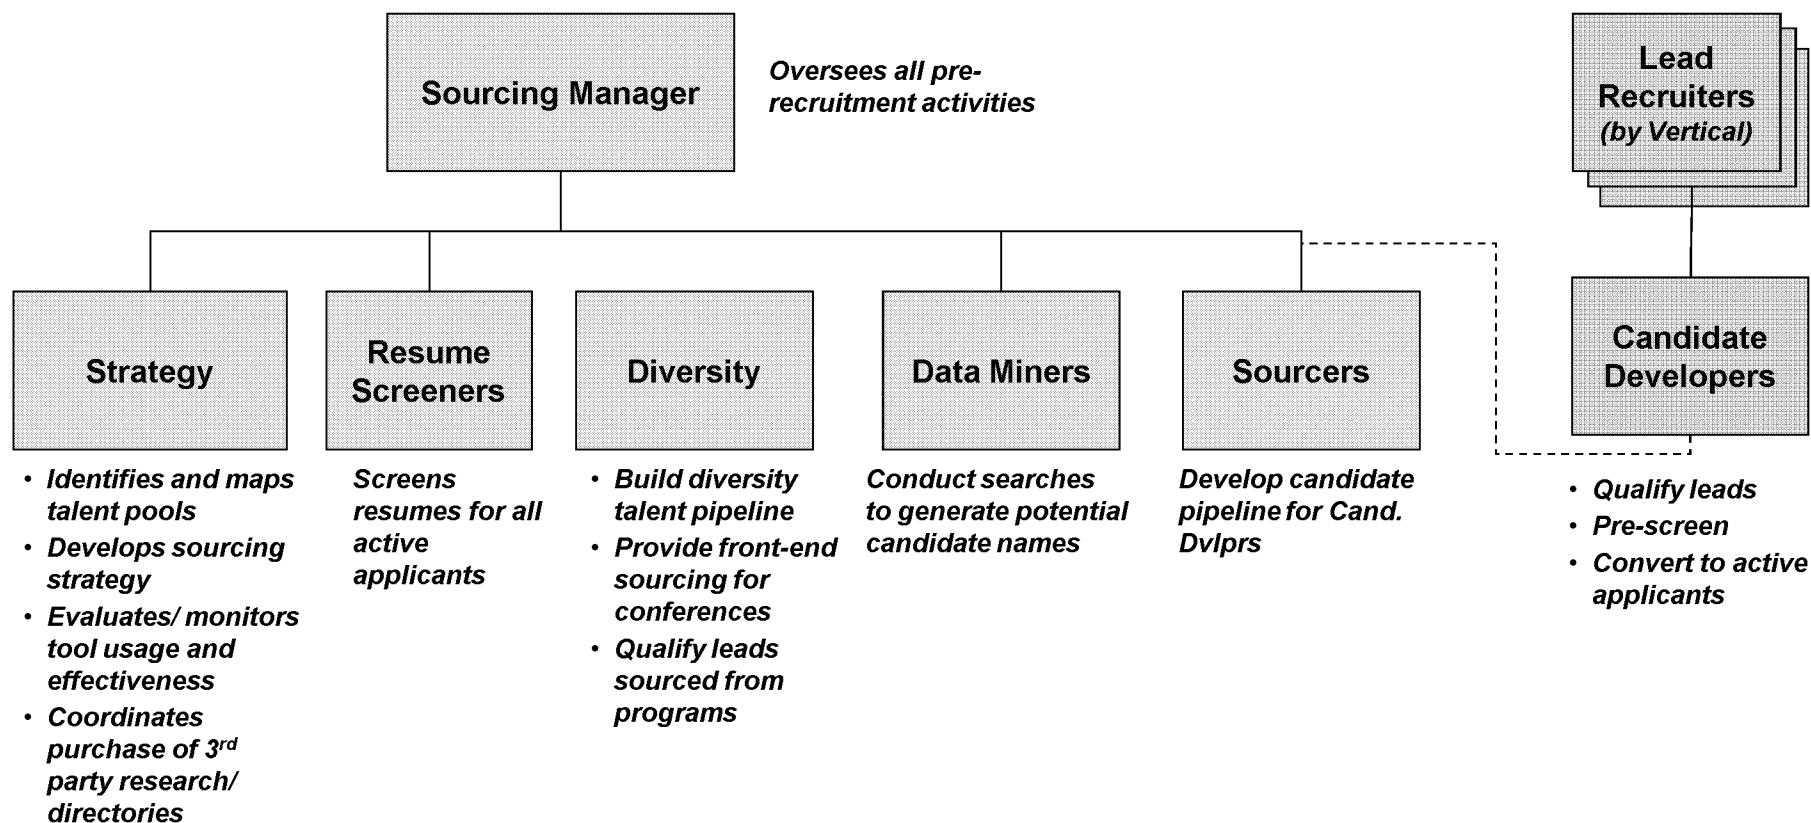 Sourcing Manager
Oversees all pre-
recruitment activities
Lead
Recruiters
(by Vertical)
Strategy
Resume
Screeners
Diversity
Data Miners
Sourcers
Candidate
Developers
• Identifies and maps
talent pools
• Develops sourcing
strategy
• Evaluates/ monitors
tool usage and
effectiveness
• Coordinates
purchase of 3rd
party research/
directories
Screens
resumes for all
active
applicants
• Build diversity
talent pipeline
• Provide front-end
sourcing for
conferences
• Qualify leads
sourced from
programs
Conduct searches
to generate potential
candidate names
Develop candidate
pipeline for Cand.
Dvlprs
• Qualify leads
• Pre-screen
• Convert to active
applicants